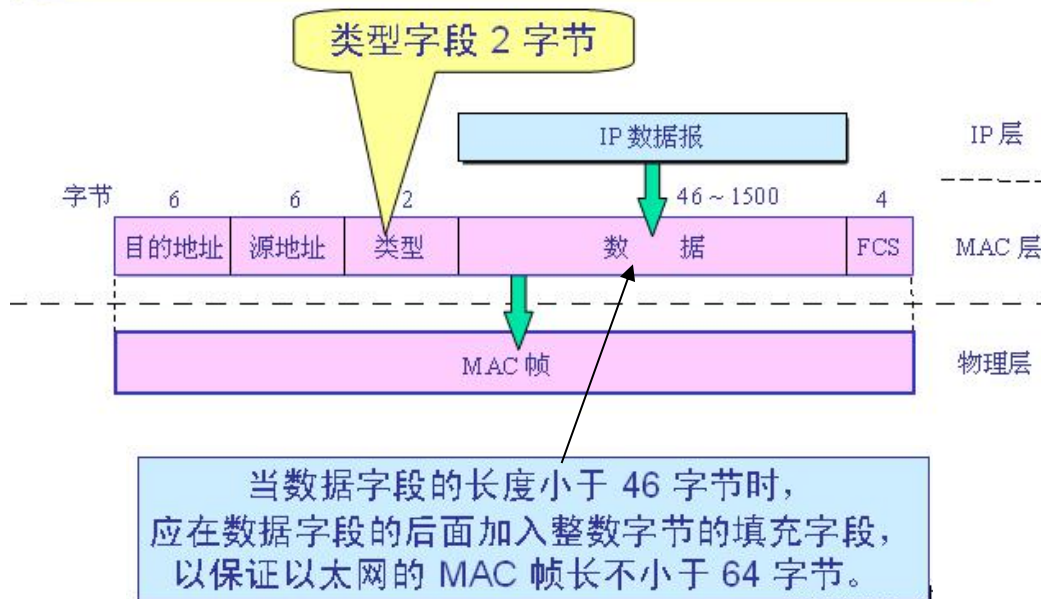 类型字段 2 字节
IP 数据报
IP 层
字节 6 6 2 46 ~ 1500 4
目的地址 源地址 类型 数 据 FCS MAC 层
MAC 帧 物理层
当数据字段的长度小于 46 字节时，
应在数据字段的后面加入整数字节的填充字段，
以保证以太网的 MAC 帧长不小于 64 字节。